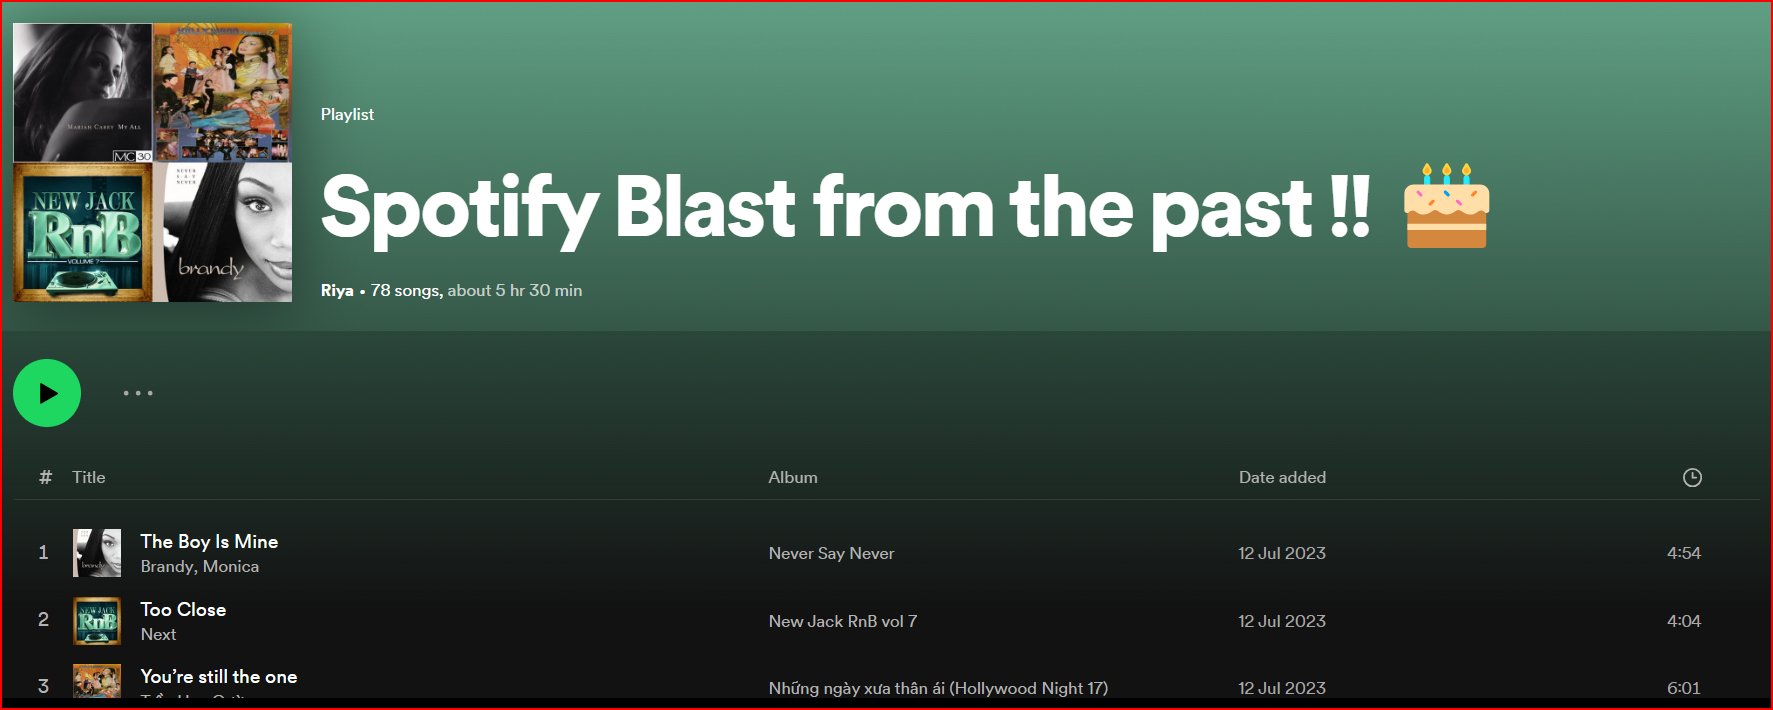 MARIAH CAREY MY ALL
MC 30
NEW JACK
RnB
VOLUME 7
NEVER
SAY
NEVER
brandy
Playlist
Spotify Blast from the past !! 🎂
Riya • 78 songs, about 5 hr 30 min
# Title Album Date added
1 The Boy Is Mine Never Say Never 12 Jul 2023 4:54
Brandy, Monica
2 Too Close New Jack RnB vol 7 12 Jul 2023 4:04
Next
3 You’re still the one Những ngày xưa thân ái (Hollywood Night 17) 12 Jul 2023 6:01